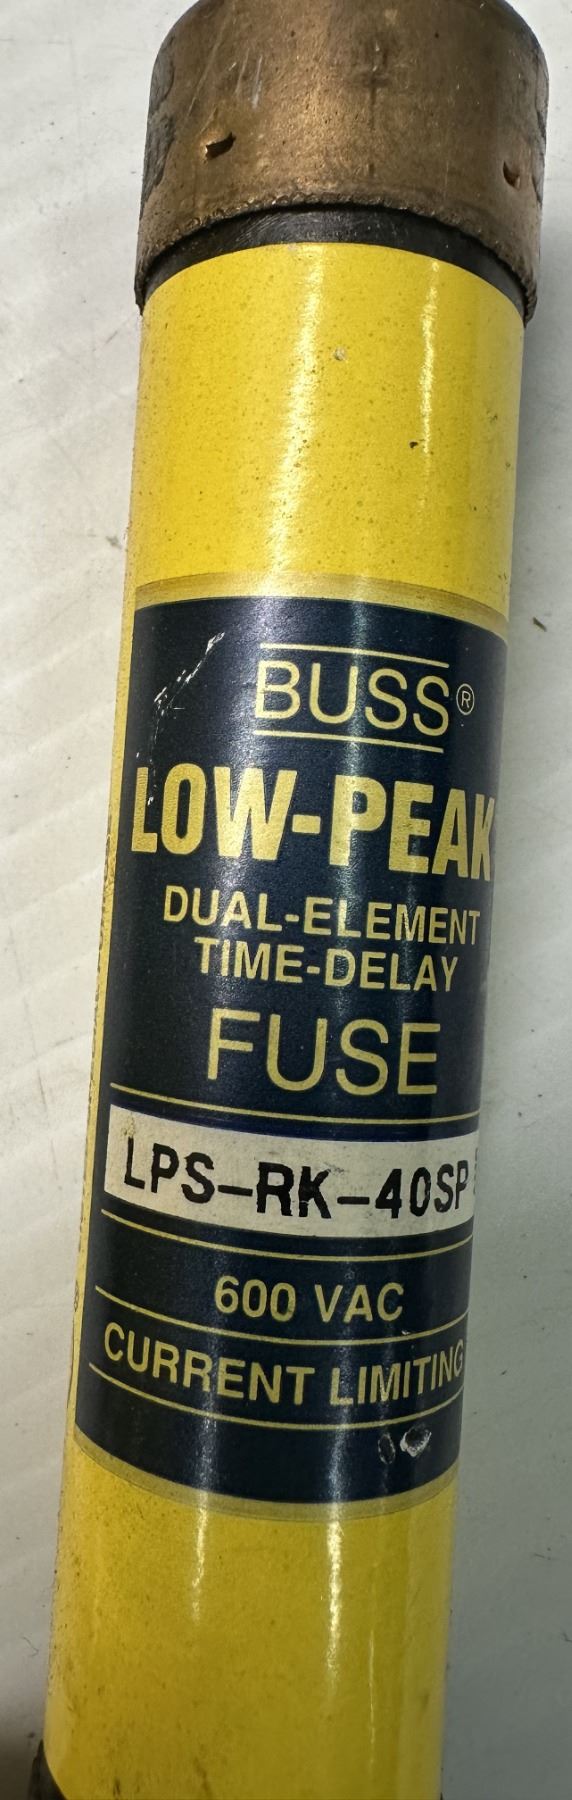 BUSS®
LOW-PEAK
DUAL-ELEMENT
TIME-DELAY
FUSE
LPS-RK-40SP
600 VAC
CURRENT LIMITING